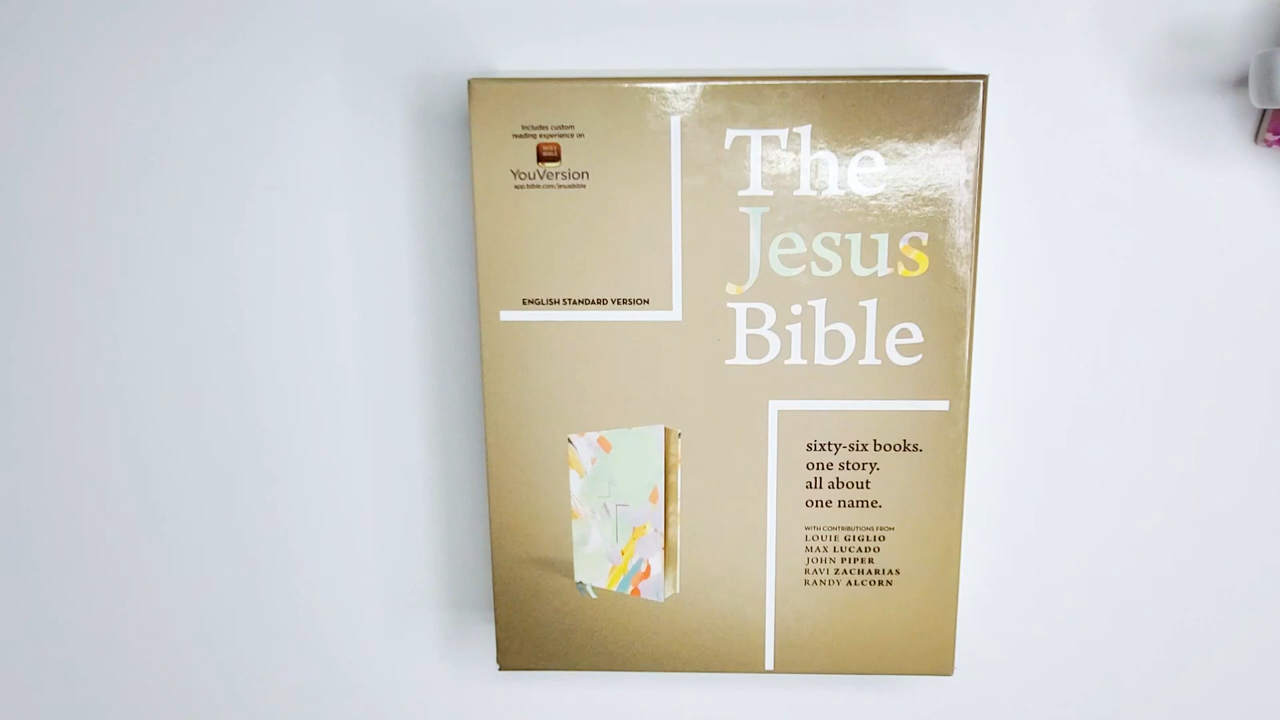 Includes custom
reading experience on
HOLY
BIBLE
YouVersion
app.bible.com/jesusbible
ENGLISH STANDARD VERSION
The
Jesus
Bible
sixty-six books.
one story.
all about
one name.
WITH CONTRIBUTIONS FROM
LOUIE GIGLIO
MAX LUCADO
JOHN PIPER
RAVI ZACHARIAS
RANDY ALCORN